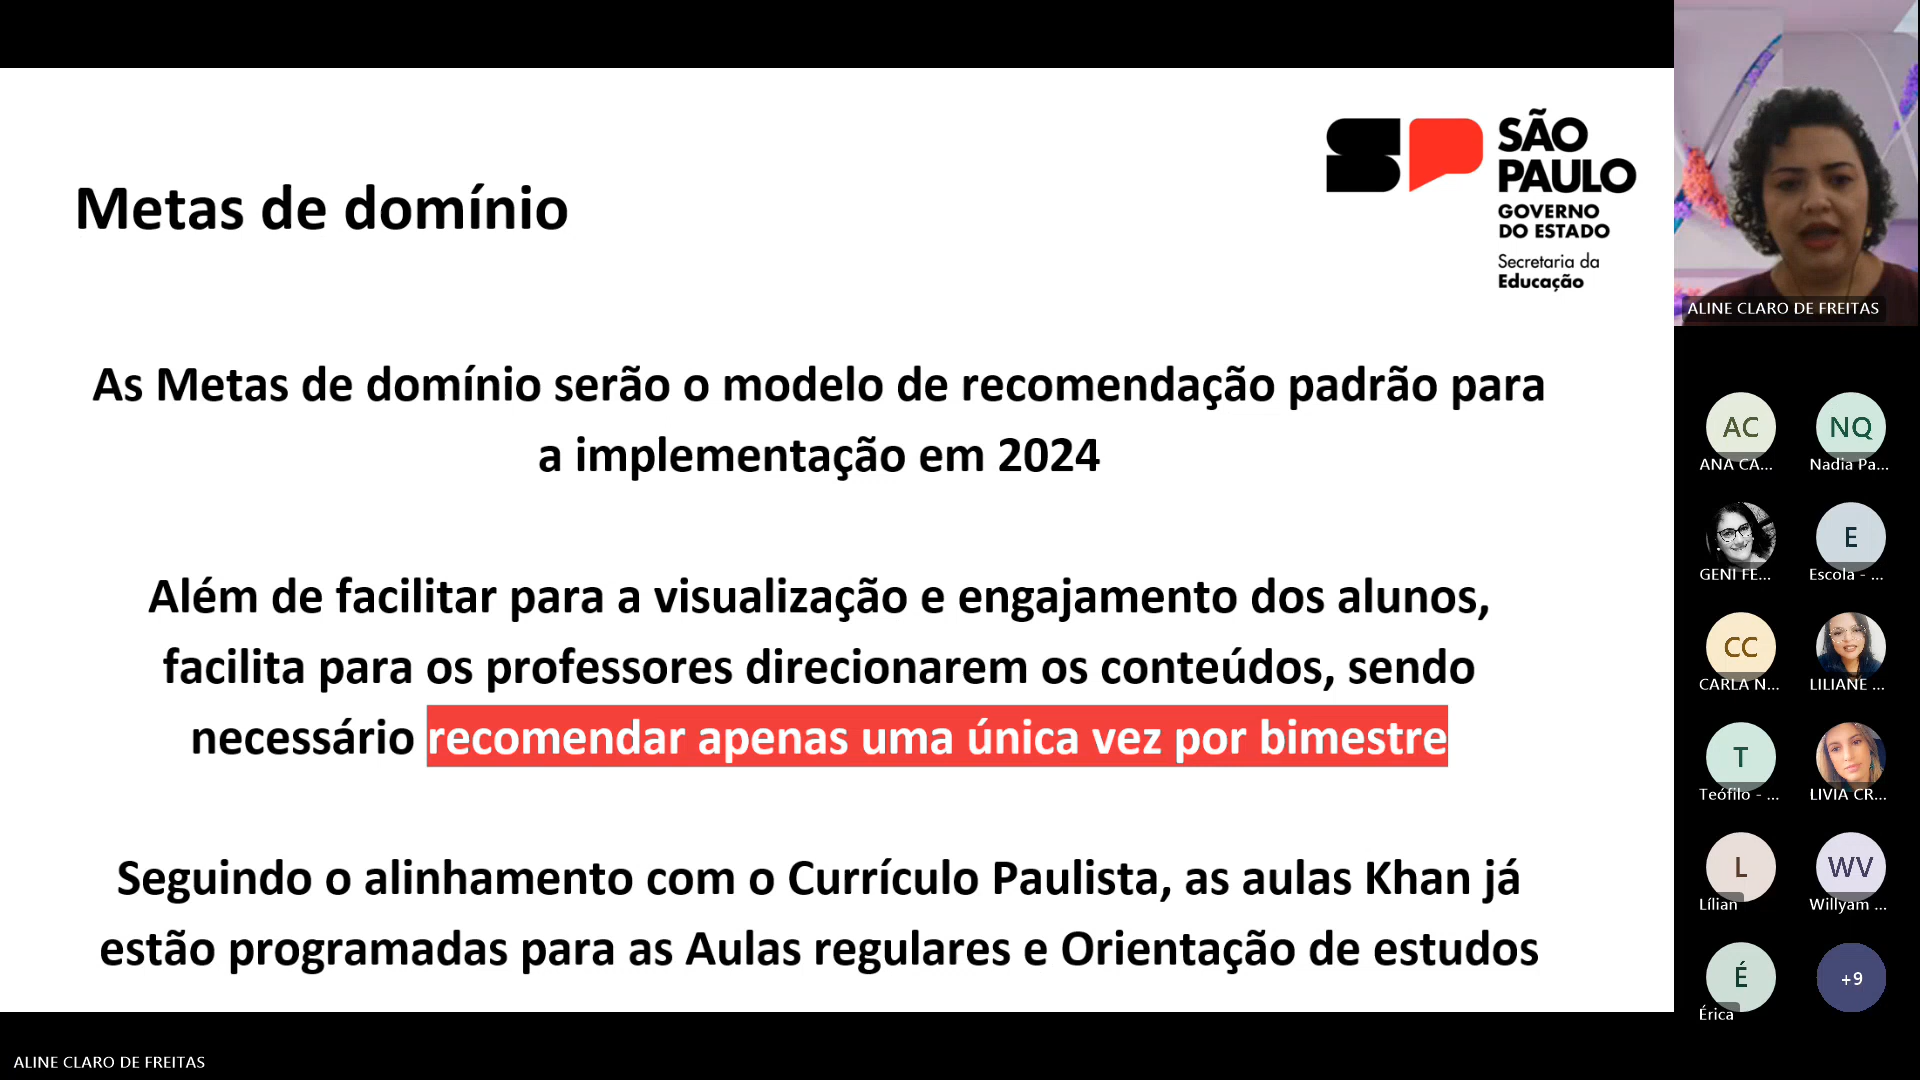 Metas de domínio
SÃO
PAULO
GOVERNO
DO ESTADO
Secretaria da
Educação
As Metas de domínio serão o modelo de recomendação padrão para
a implementação em 2024
Além de facilitar para a visualização e engajamento dos alunos,
facilita para os professores direcionarem os conteúdos, sendo
necessário recomendar apenas uma única vez por bimestre
Seguindo o alinhamento com o Currículo Paulista, as aulas Khan já
estão programadas para as Aulas regulares e Orientação de estudos
ALINE CLARO DE FREITAS
AC
ANA CA...
NQ
Nadia Pa...
GENI FE...
E
Escola - ...
CC
CARLA N...
LILIANE ...
T
Teófilo - ...
LIVIA CR...
L
Lílian
WV
Willyam ...
É
Érica
+9
ALINE CLARO DE FREITAS